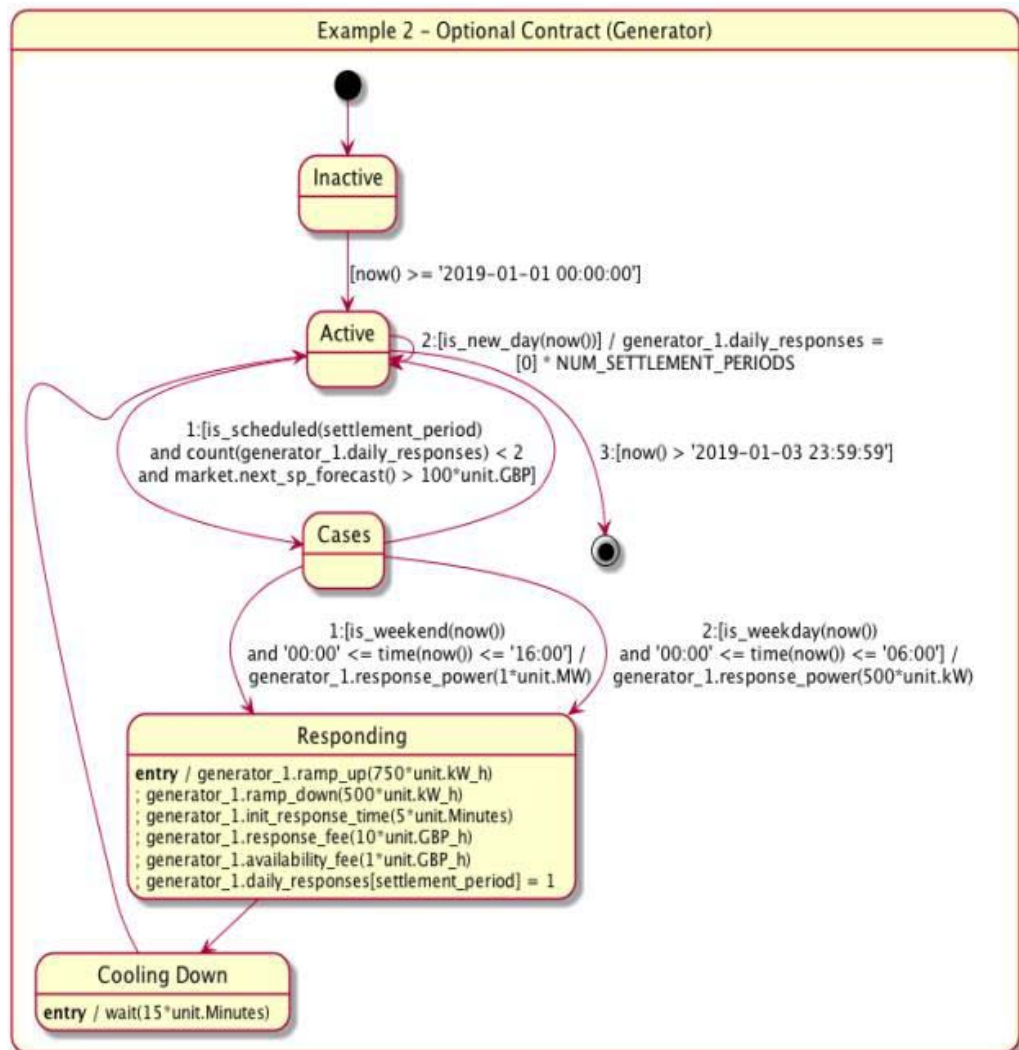 Example 2 – Optional Contract (Generator)
Inactive
[now() >= '2019-01-01 00:00:00']
Active
2:[is_new_day(now())] / generator_1.daily_responses =
[0] * NUM_SETTLEMENT_PERIODS
1:[is_scheduled(settlement_period)
and count(generator_1.daily_responses) < 2
and market.next_sp_forecast() > 100*unit.GBP]
3:[now() > '2019-01-03 23:59:59']
Cases
1:[is_weekend(now())
and '00:00' <= time(now()) <= '16:00'] /
generator_1.response_power(1*unit.MW)
2:[is_weekday(now())
and '00:00' <= time(now()) <= '06:00'] /
generator_1.response_power(500*unit.kW)
Responding
entry / generator_1.ramp_up(750*unit.kW_h)
; generator_1.ramp_down(500*unit.kW_h)
; generator_1.init_response_time(5*unit.Minutes)
; generator_1.response_fee(10*unit.GBP_h)
; generator_1.availability_fee(1*unit.GBP_h)
; generator_1.daily_responses[settlement_period] = 1
Cooling Down
entry / wait(15*unit.Minutes)